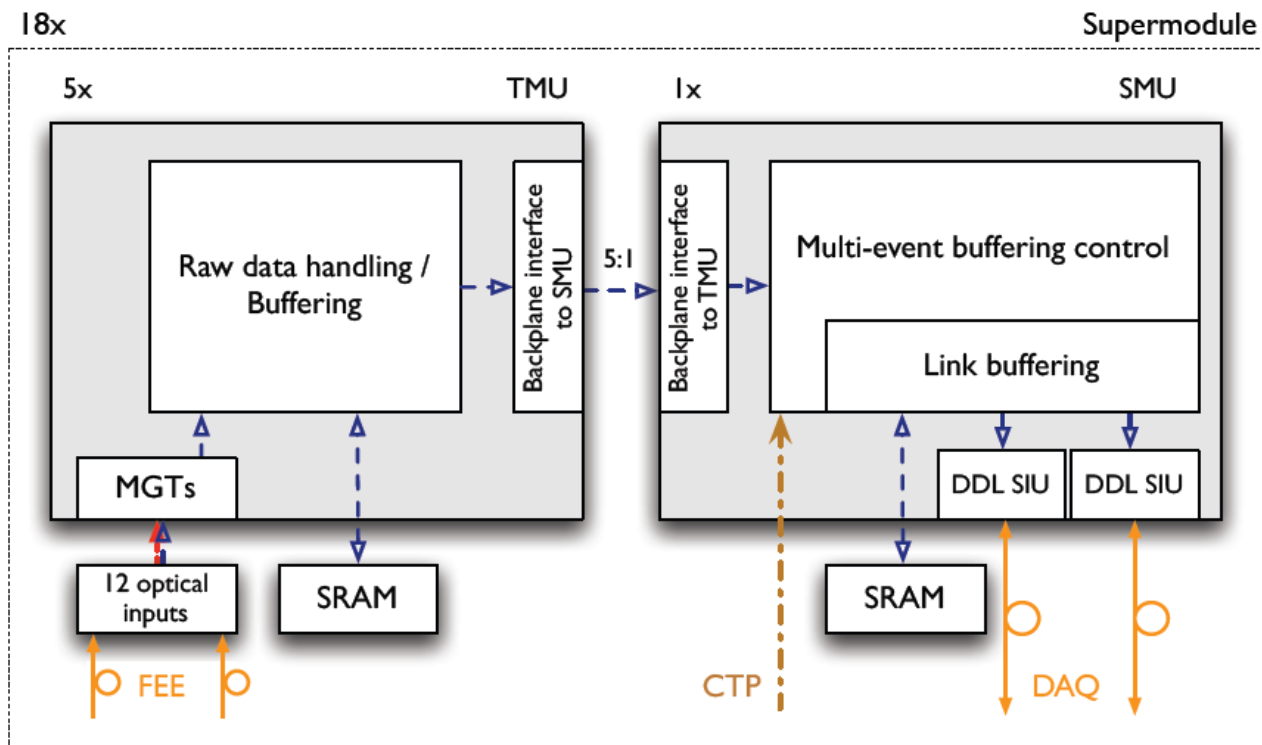 18x
Supermodule
5x
TMU
1x
SMU
Raw data handling /
Buffering
Backplane interface
to SMU
5:1
Backplane interface
to TMU
Multi-event buffering control
Link buffering
MGTs
DDL SIU
DDL SIU
12 optical
inputs
SRAM
SRAM
FEE
CTP
DAQ